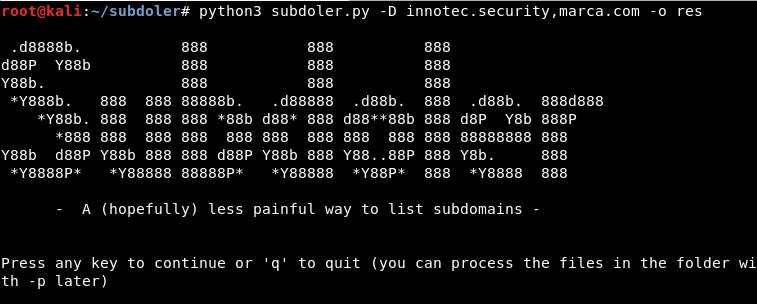 root@kali:~/subdoler# python3 subdoler.py -D innotec.security,marca.com -o res
 .d8888b.           888           888          888
d88P  Y88b          888           888          888
Y88b.               888           888          888
 *Y888b.   888  888 88888b.   .d88888  .d88b.  888  .d88b.  888d888
    *Y88b. 888  888 888 *88b d88* 888 d88**88b 888 d8P  Y8b 888P
      *888 888  888 888  888 888  888 888  888 888 88888888 888
Y88b  d88P Y88b 888 888 d88P Y88b 888 Y88..88P 888 Y8b.     888
 *Y8888P*   *Y88888 88888P*   *Y88888  *Y88P*  888  *Y8888  888
      -  A (hopefully) less painful way to list subdomains -
Press any key to continue or 'q' to quit (you can process the files in the folder wi
th -p later)